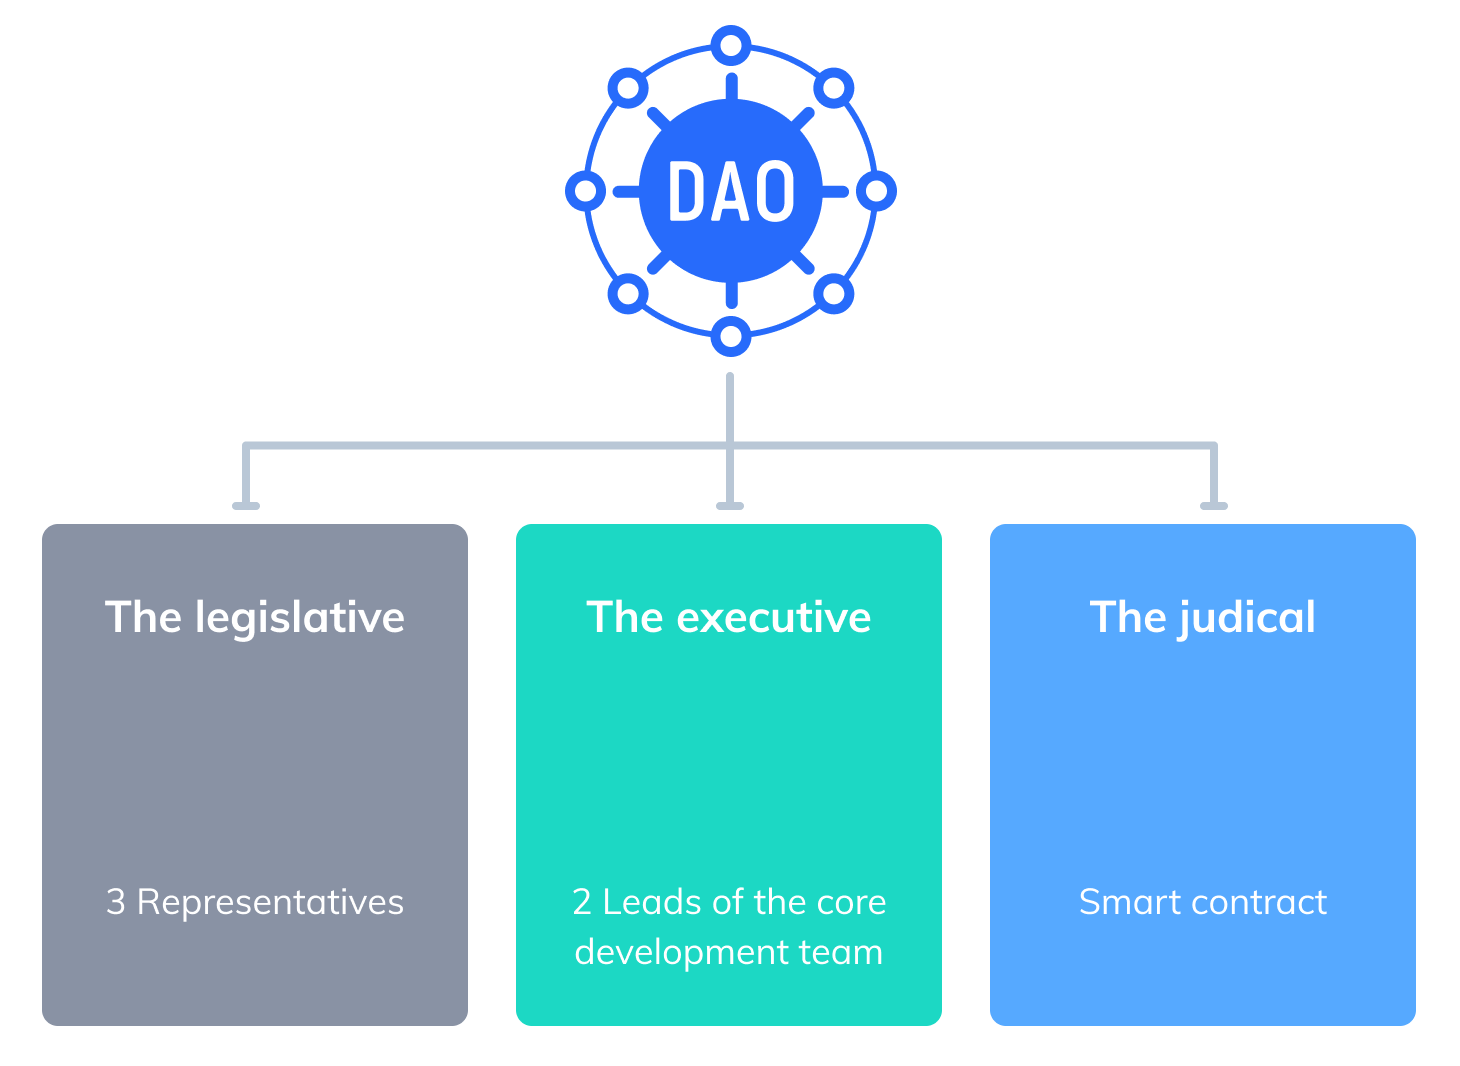 DAO
The legislative
3 Representatives
The executive
2 Leads of the core
development team
The judical
Smart contract